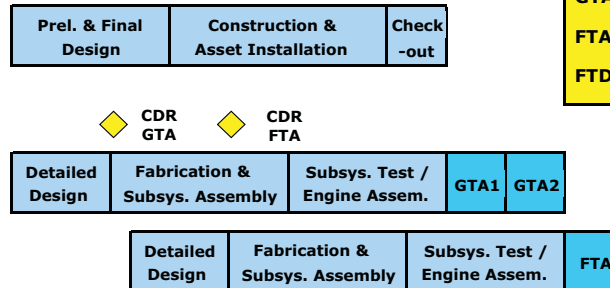 Prel. & Final
Design
Construction &
Asset Installation
Check
-out
FTA
FTD
CDR
GTA
CDR
FTA
Detailed
Design
Fabrication &
Subsys. Assembly
Subsys. Test /
Engine Assem.
GTA1
GTA2
Detailed
Design
Fabrication &
Subsys. Assembly
Subsys. Test /
Engine Assem.
FTA